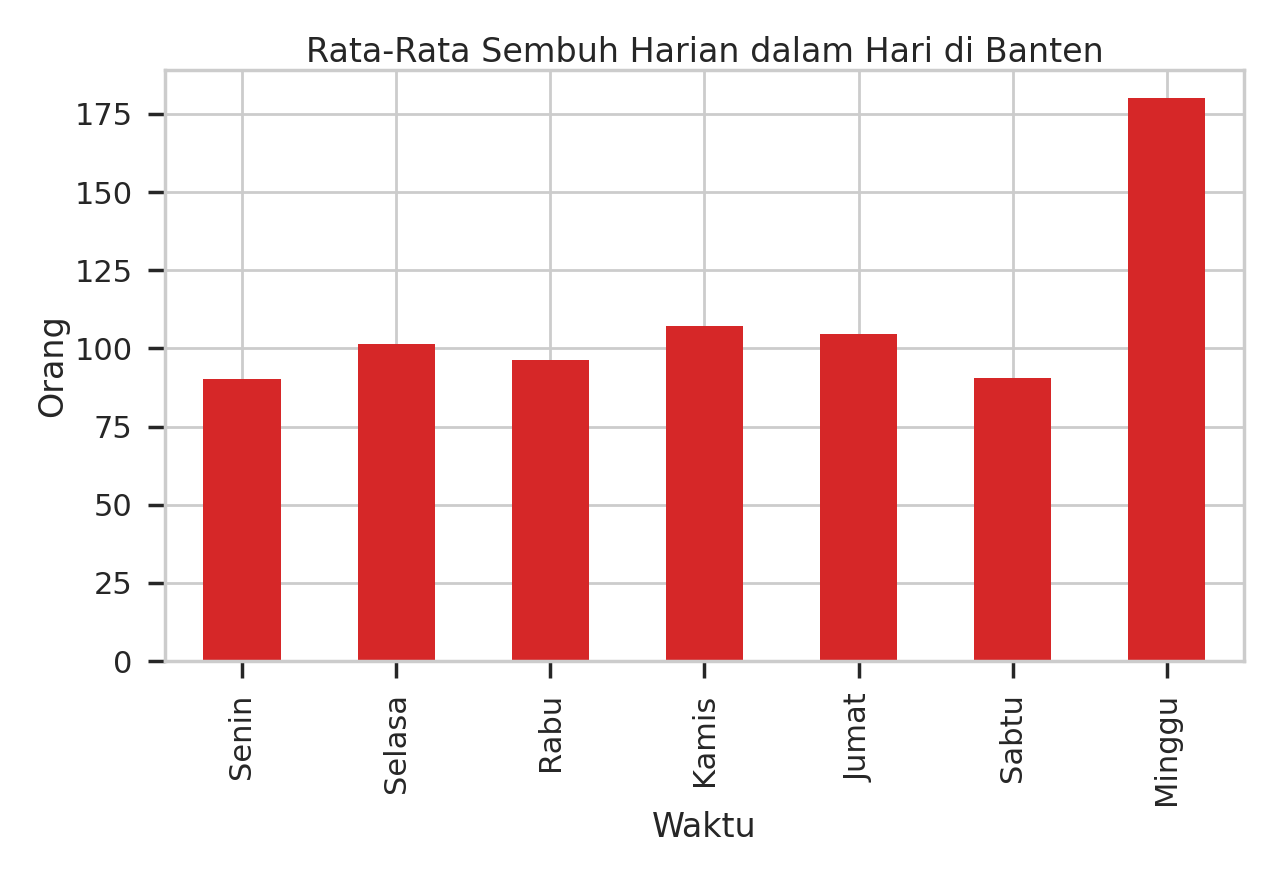 Rata-Rata Sembuh Harian dalam Hari di Banten
175
150
125
100
75
50
25
0
Orang
Senin
Selasa
Rabu
Kamis
Jumat
Sabtu
Minggu
Waktu